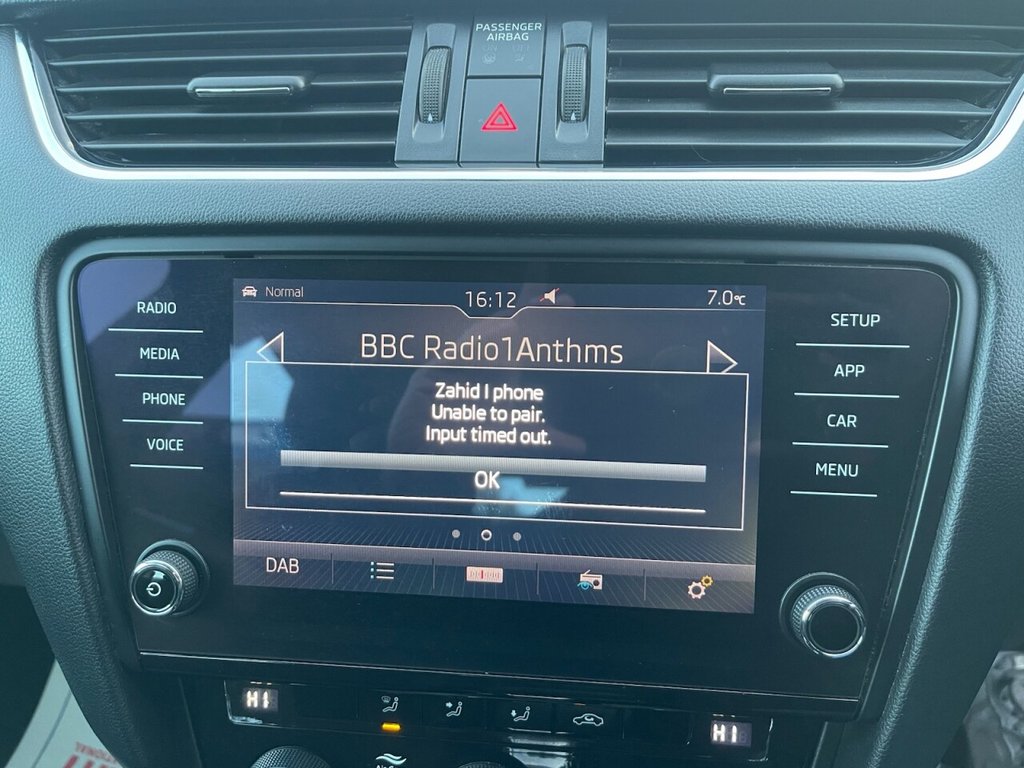 PASSENGER
AIRBAG
RADIO
MEDIA
PHONE
VOICE
Normal
16:12
7.0°C
BBC Radio1Anthms
Zahid I phone
Unable to pair.
Input timed out.
OK
DAB
SETUP
APP
CAR
MENU
HI
HI